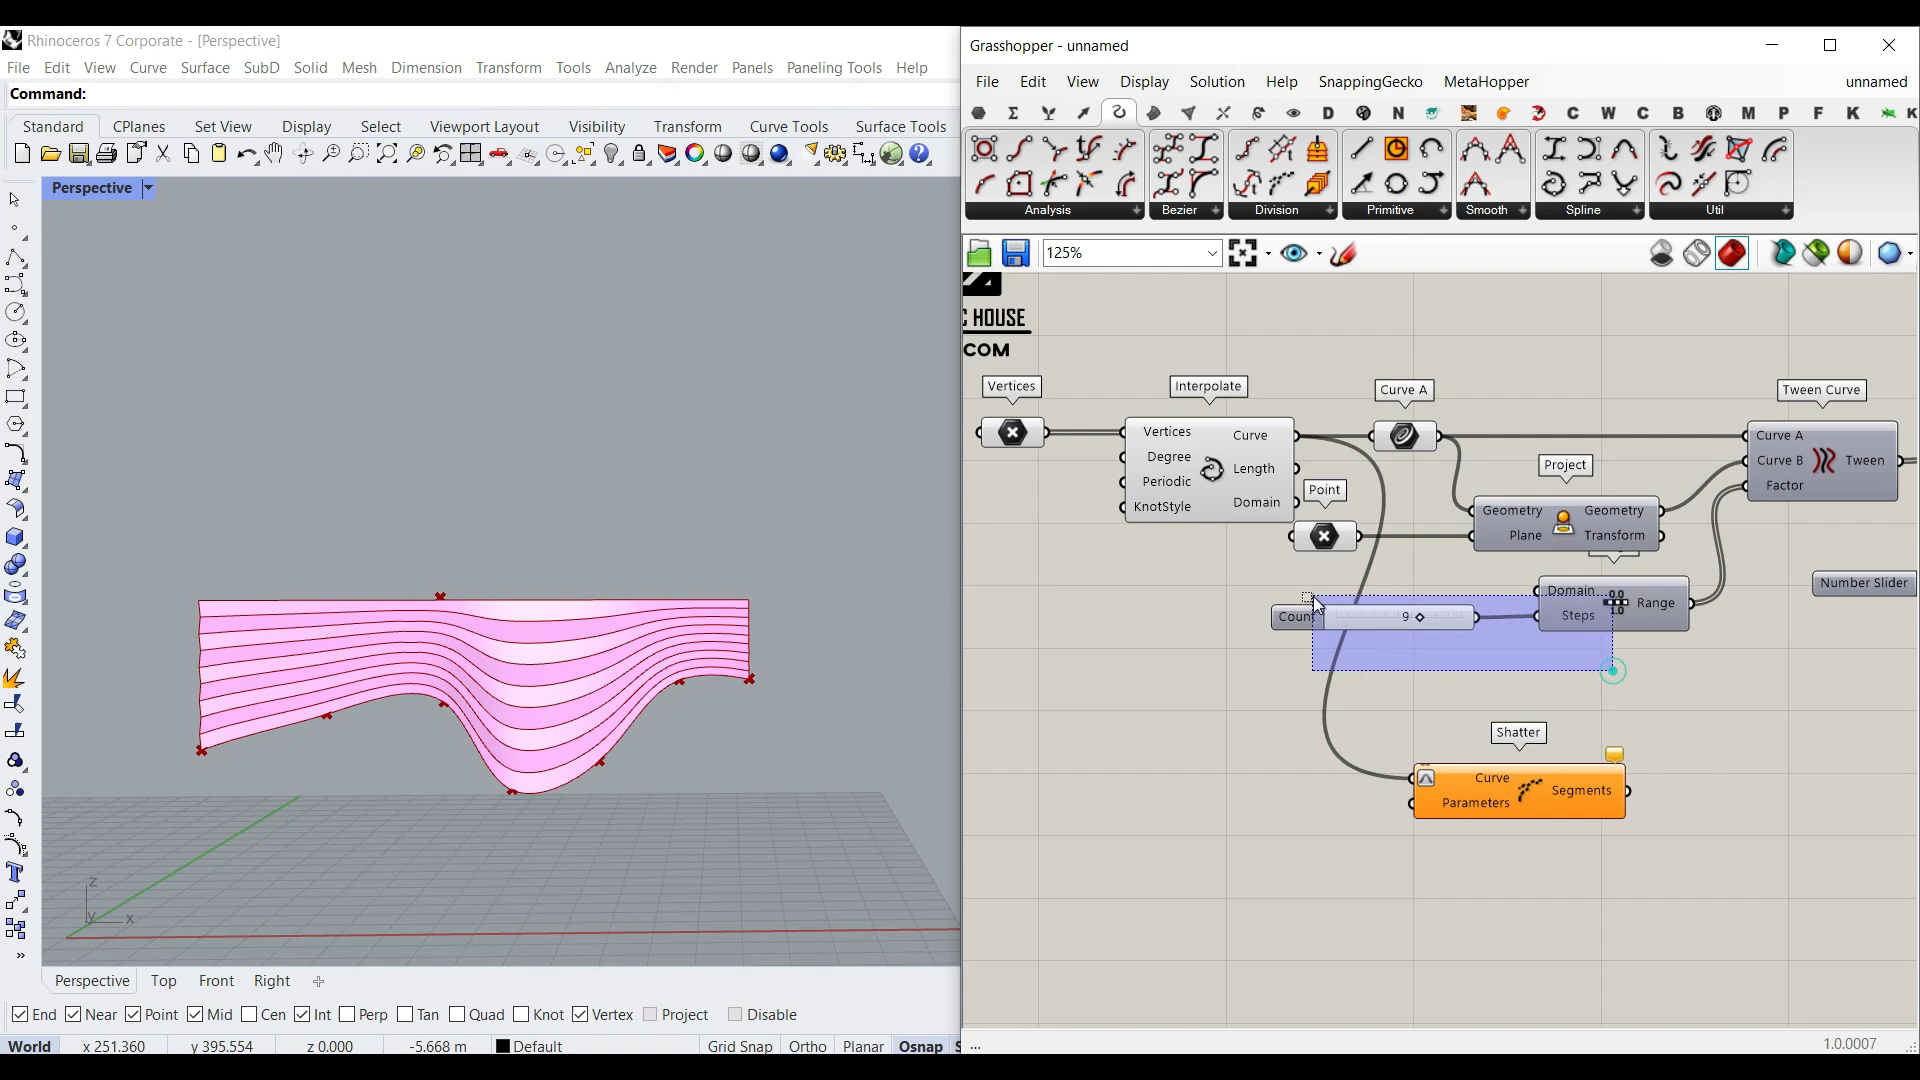 Rhinoceros 7 Corporate - [Perspective]
File Edit View Curve Surface SubD Solid Mesh Dimension Transform Tools Analyze Render Panels Paneling Tools Help
Command:
Standard CPlanes Set View Display Select Viewport Layout Visibility Transform Curve Tools Surface Tools
Perspective
z
y x
Perspective Top Front Right
End Near Point Mid Cen Int Perp Tan Quad Knot Vertex Project Disable
World x 251.360 y 395.554 z 0.000 -5.668 m Default Grid Snap Ortho Planar Osnap S
Grasshopper - unnamed
File Edit View Display Solution Help SnappingGecko MetaHopper unnamed
D N C W C B M P F K K
Analysis Bezier Division Primitive Smooth Spline Util
125%
HOUSE
COM
Vertices Interpolate Curve A Tween Curve
Vertices Curve
Degree
Length
Periodic
KnotStyle Domain
Curve A
Curve B Tween
Factor
Point
Project
Geometry Geometry
Plane Transform
Count 9
Domain
Steps Range
0.0
1.0
Number Slider
Shatter
Curve
Parameters Segments
... 1.0.0007